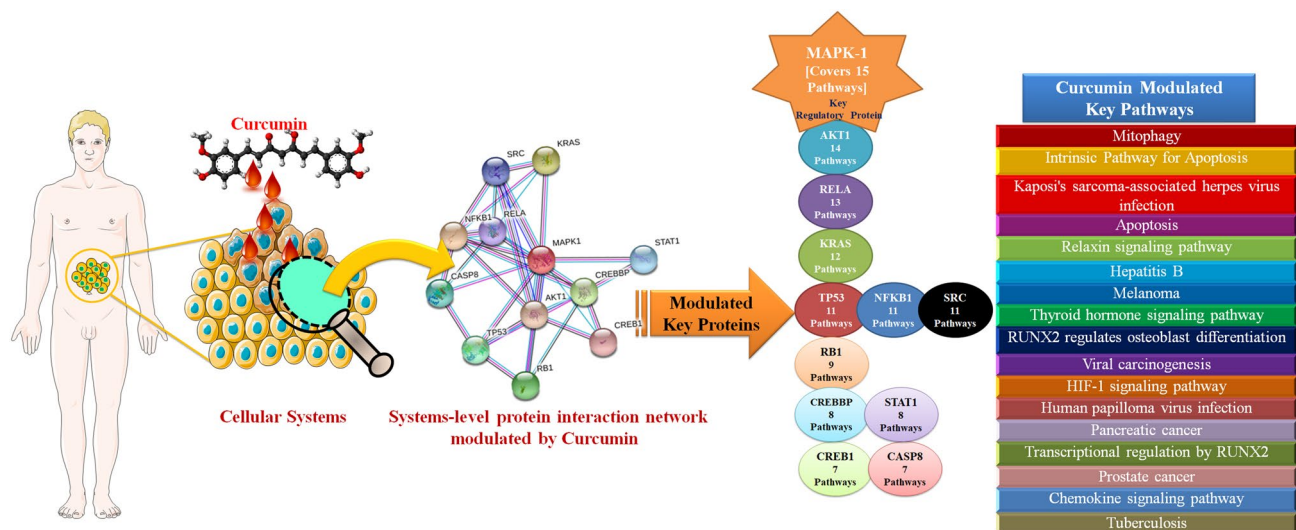 Curcumin
H₃C
O
O
OH
O
CH₃
HO
OH
Cellular Systems
SRC
KRAS
NFKB1
RELA
MAPK1
STAT1
CASP8
CREBBP
AKT1
TP53
CREB1
RB1
Systems-level protein interaction network
modulated by Curcumin
Modulated
Key Proteins
MAPK-1
[Covers 15
Pathways]
Key
Regulatory Protein
AKT1
14
Pathways
RELA
13
Pathways
KRAS
12
Pathways
TP53
11
Pathways
NFKB1
11
Pathways
SRC
11
Pathways
RB1
9
Pathways
CREBBP
8
Pathways
STAT1
8
Pathways
CREB1
7
Pathways
CASP8
7
Pathways
Curcumin Modulated
Key Pathways
Mitophagy
Intrinsic Pathway for Apoptosis
Kaposi's sarcoma-associated herpes virus
infection
Apoptosis
Relaxin signaling pathway
Hepatitis B
Melanoma
Thyroid hormone signaling pathway
RUNX2 regulates osteoblast differentiation
Viral carcinogenesis
HIF-1 signaling pathway
Human papilloma virus infection
Pancreatic cancer
Transcriptional regulation by RUNX2
Prostate cancer
Chemokine signaling pathway
Tuberculosis